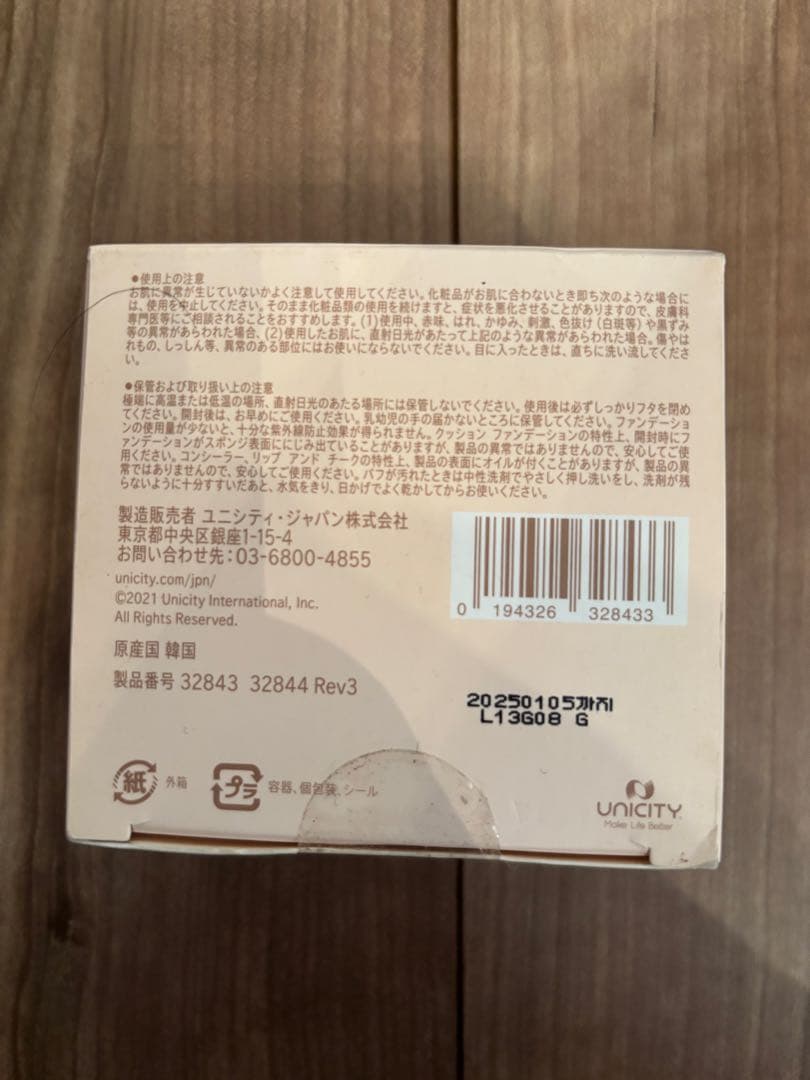 ●使用上の注意
お肌に異常が生じていないかよく注意して使用してください。化粧品がお肌に合わないとき即ち次のような場合に
は、使用を中止してください。そのまま化粧品類の使用を続けますと、症状を悪化させることがありますので、皮膚科
専門医等にご相談されることをおすすめします。(1)使用中、赤味、はれ、かゆみ、刺激、色抜け(白斑等)や黒ずみ
等の異常があらわれた場合、(2)使用したお肌に、直射日光があたって上記のような異常があらわれた場合。傷やは
れもの、しっしん等、異常のある部位にはお使いにならないでください。目に入ったときは、直ちに洗い流してくださ
い。
●保管および取り扱い上の注意
極端に高温または低温の場所、直射日光のあたる場所には保管しないでください。使用後は必ずしっかりフタを閉め
てください。開封後は、お早めにご使用ください。乳幼児の手の届かないところに保管してください。ファンデーショ
ンの使用量が少ないと、十分な紫外線防止効果が得られません。クッション ファンデーションの特性上、開封時にフ
ァンデーションがスポンジ表面ににじみ出ていることがありますが、製品の異常ではありませんので、安心してご使
用ください。コンシーラー、リップ アンド チークの特性上、製品の表面にオイルが付くことがありますが、製品の異
常ではありませんので、安心してご使用ください。パフが汚れたときは中性洗剤でやさしく押し洗いをし、洗剤が残
らないように十分すすいだあと、水気をきり、日かげでよく乾かしてからお使いください。
製造販売者 ユニシティ・ジャパン株式会社
東京都中央区銀座1-15-4
お問い合わせ先:03-6800-4855
unicity.com/jpn/
©2021 Unicity International, Inc.
All Rights Reserved.
原産国 韓国
製品番号 32843 32844 Rev3
0 194326 328433
20250105까지
L13G08 G
紙 外箱
プラ 容器、個包装、シール
UNICITY
Make Life Better